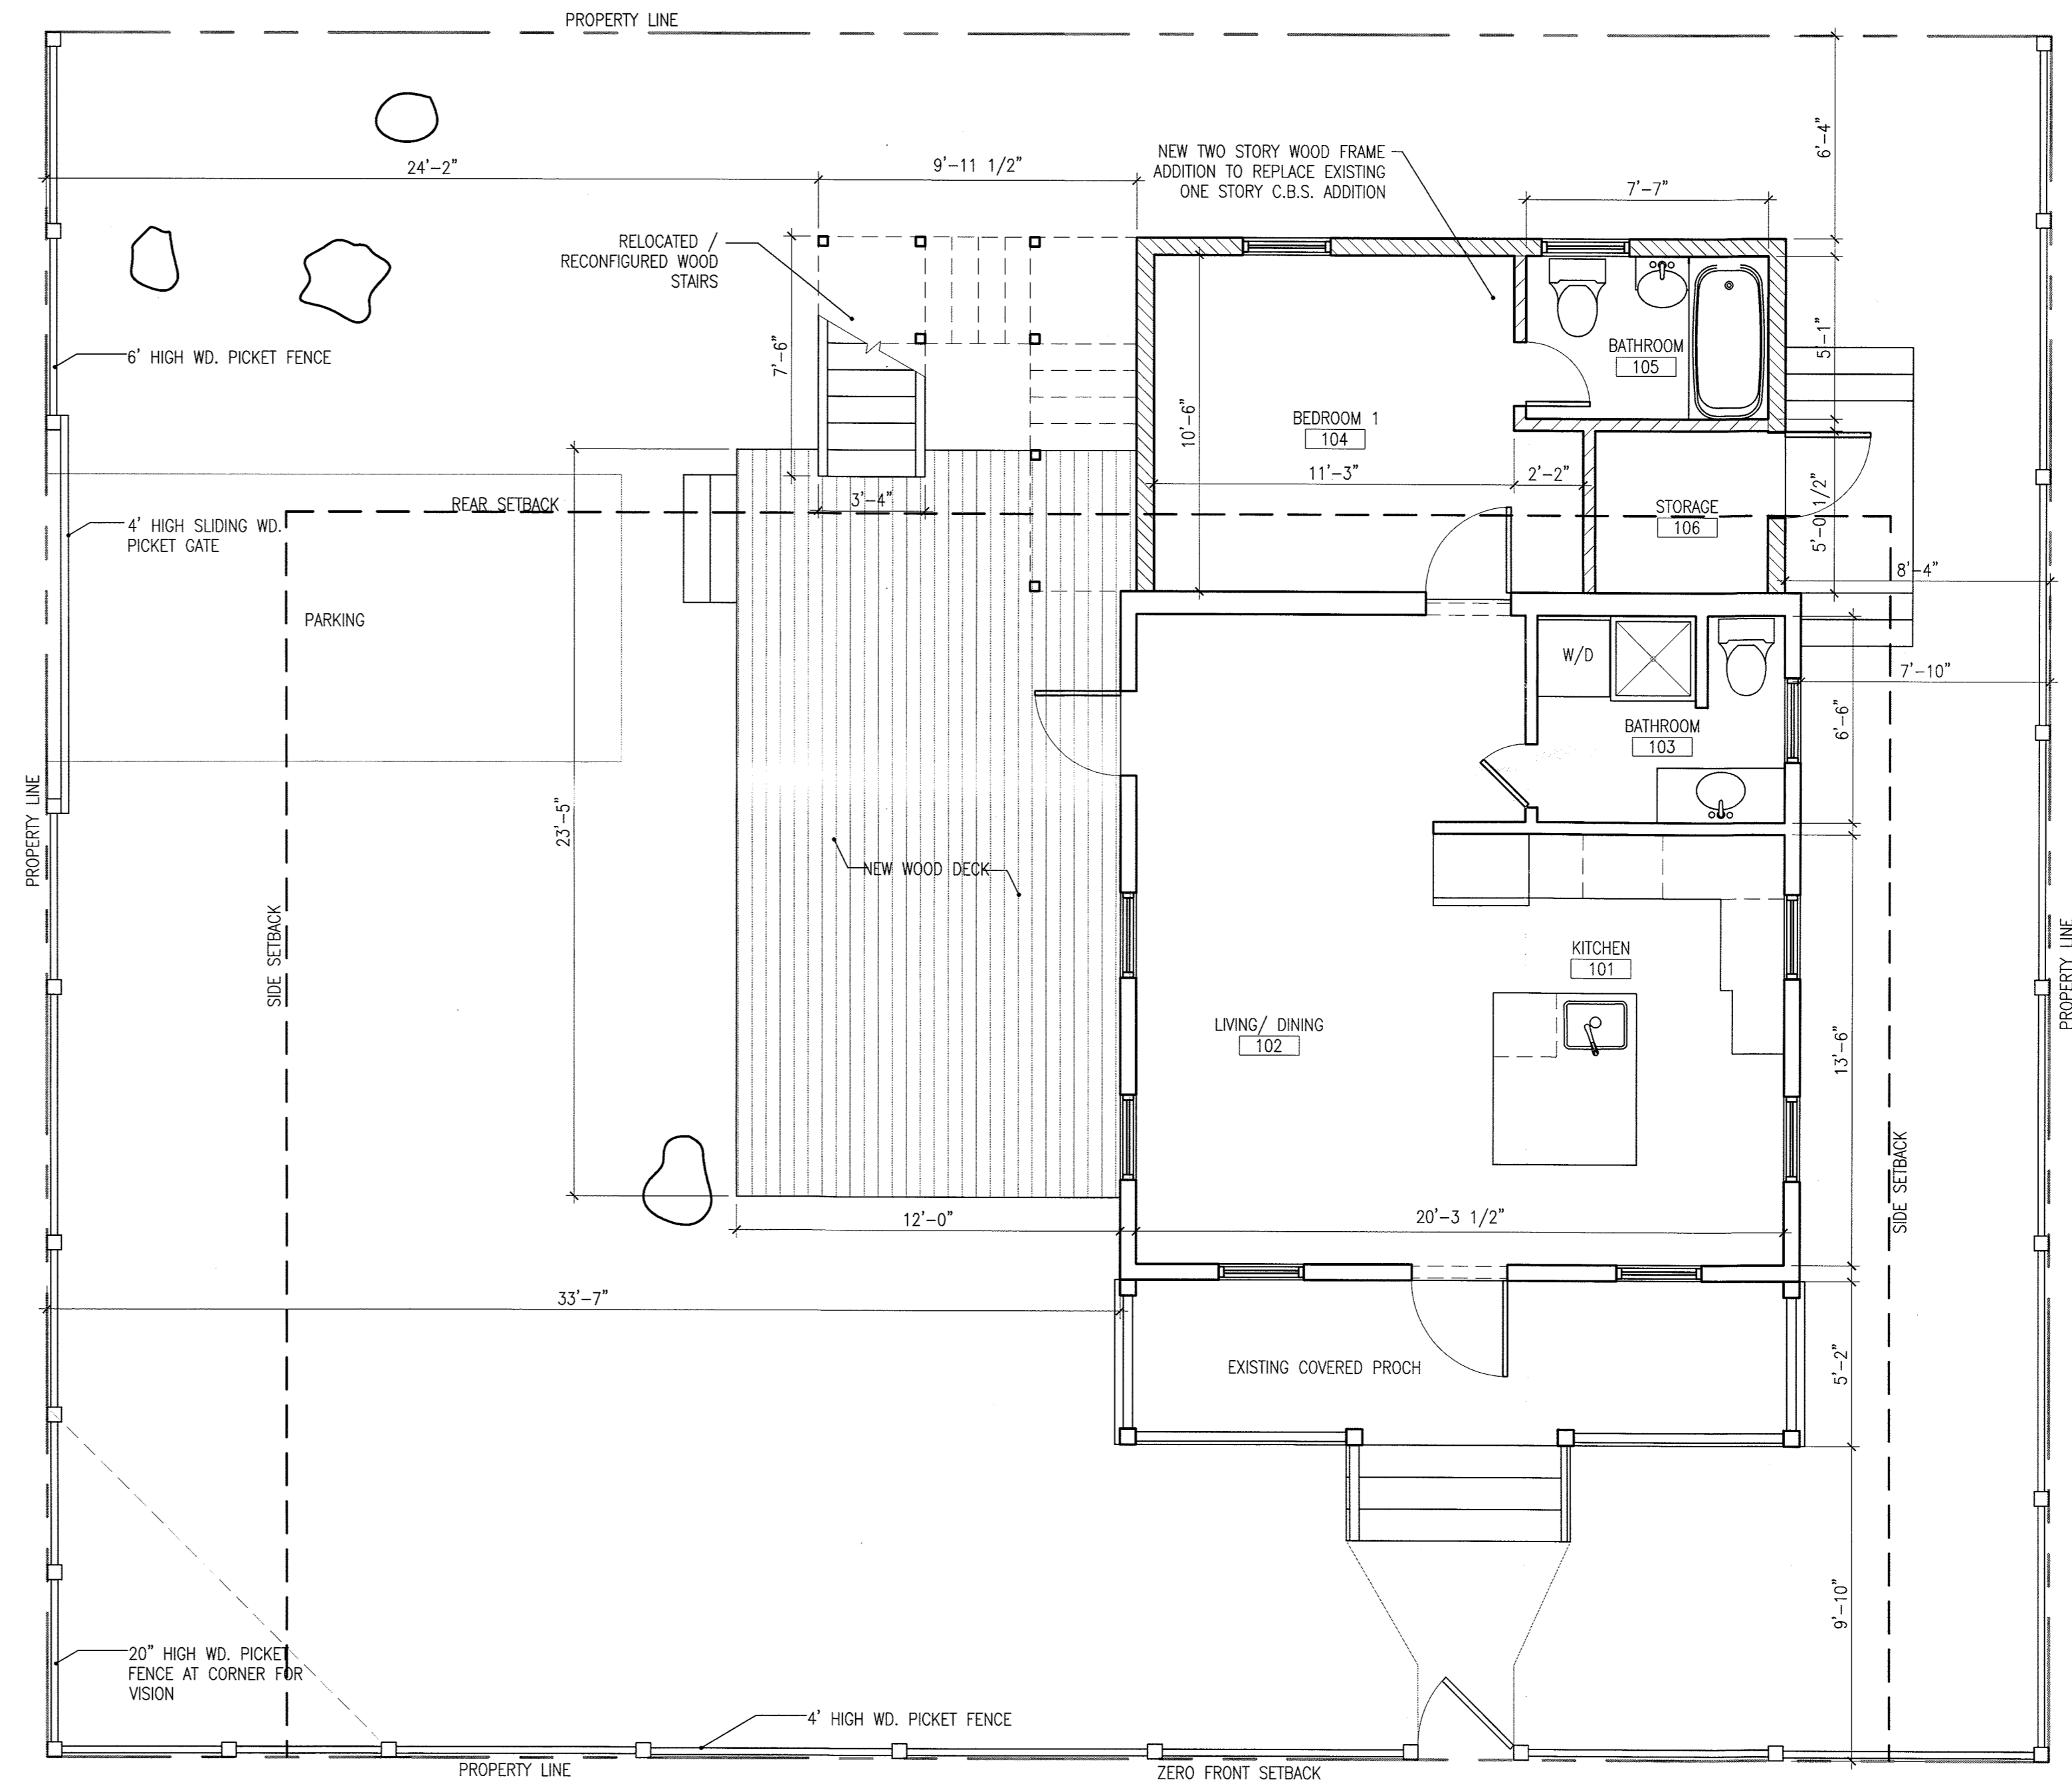 PROPERTY LINE
6'-4"
24'-2"
9'-11 1/2"
NEW TWO STORY WOOD FRAME
ADDITION TO REPLACE EXISTING
ONE STORY C.B.S. ADDITION
7'-7"
RELOCATED /
RECONFIGURED WOOD
STAIRS
7'-6"
6' HIGH WD. PICKET FENCE
BATHROOM
105
5'-1"
BEDROOM 1
104
10'-6"
11'-3"
2'-2"
3'-4"
REAR SETBACK
STORAGE
106
5'-0 1/2"
4' HIGH SLIDING WD.
PICKET GATE
8'-4"
PARKING
W/D
7'-10"
BATHROOM
103
6'-6"
PROPERTY LINE
23'-5"
NEW WOOD DECK
SIDE SETBACK
KITCHEN
101
PROPERTY LINE
LIVING/ DINING
102
13'-6"
SIDE SETBACK
12'-0"
20'-3 1/2"
33'-7"
EXISTING COVERED PROCH
5'-2"
9'-10"
20" HIGH WD. PICKET
FENCE AT CORNER FOR
VISION
4' HIGH WD. PICKET FENCE
PROPERTY LINE
ZERO FRONT SETBACK